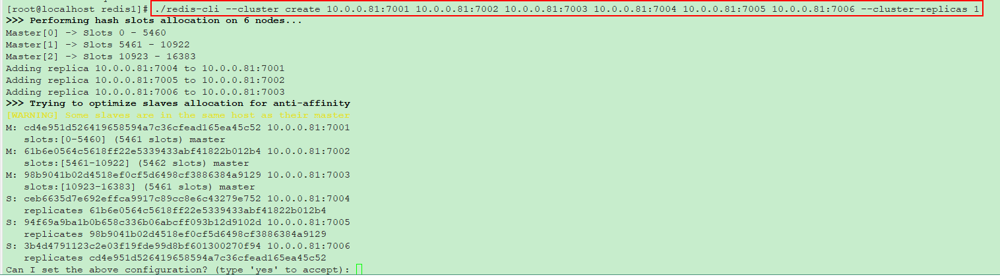 [root@localhost redis1]# ./redis-cli --cluster create 10.0.0.81:7001 10.0.0.81:7002 10.0.0.81:7003 10.0.0.81:7004 10.0.0.81:7005 10.0.0.81:7006 --cluster-replicas 1
>>> Performing hash slots allocation on 6 nodes...
Master[0] -> Slots 0 - 5460
Master[1] -> Slots 5461 - 10922
Master[2] -> Slots 10923 - 16383
Adding replica 10.0.0.81:7004 to 10.0.0.81:7001
Adding replica 10.0.0.81:7005 to 10.0.0.81:7002
Adding replica 10.0.0.81:7006 to 10.0.0.81:7003
>>> Trying to optimize slaves allocation for anti-affinity
[WARNING] Some slaves are in the same host as their master
M: cd4e951d526419658594a7c36cfead165ea45c52 10.0.0.81:7001
   slots:[0-5460] (5461 slots) master
M: 61b6e0564c5618ff22e5339433abf41822b012b4 10.0.0.81:7002
   slots:[5461-10922] (5462 slots) master
M: 98b9041b02d4518ef0cf5d6498cf3886384a9129 10.0.0.81:7003
   slots:[10923-16383] (5461 slots) master
S: ceb6635d7e692effca9917c89cc8e6c43279e752 10.0.0.81:7004
   replicates 61b6e0564c5618ff22e5339433abf41822b012b4
S: 94f69a9ba1b0b658c336b06abcff093b12d9102d 10.0.0.81:7005
   replicates 98b9041b02d4518ef0cf5d6498cf3886384a9129
S: 3b4d4791123c2e03f19fde99d8bf601300270f94 10.0.0.81:7006
   replicates cd4e951d526419658594a7c36cfead165ea45c52
Can I set the above configuration? (type 'yes' to accept):